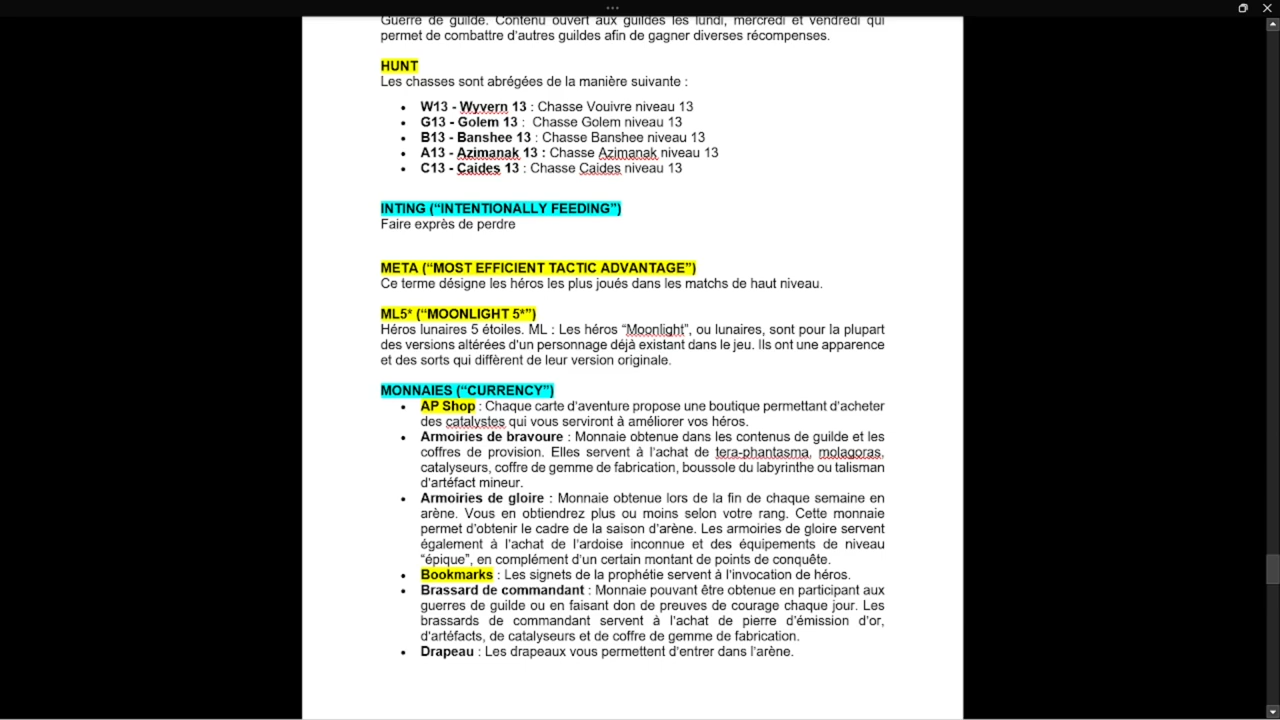 Guerre de guilde. Contenu ouvert aux guildes les lundi, mercredi et vendredi qui
permet de combattre d'autres guildes afin de gagner diverses récompenses.
HUNT
Les chasses sont abrégées de la manière suivante :
• W13 - Wyvern 13 : Chasse Vouivre niveau 13
• G13 - Golem 13 : Chasse Golem niveau 13
• B13 - Banshee 13 : Chasse Banshee niveau 13
• A13 - Azimanak 13 : Chasse Azimanak niveau 13
• C13 - Caides 13 : Chasse Caides niveau 13
INTING (“INTENTIONALLY FEEDING”)
Faire exprès de perdre
META (“MOST EFFICIENT TACTIC ADVANTAGE”)
Ce terme désigne les héros les plus joués dans les matchs de haut niveau.
ML5* (“MOONLIGHT 5*”)
Héros lunaires 5 étoiles. ML : Les héros “Moonlight”, ou lunaires, sont pour la plupart
des versions altérées d'un personnage déjà existant dans le jeu. Ils ont une apparence
et des sorts qui diffèrent de leur version originale.
MONNAIES (“CURRENCY”)
• AP Shop : Chaque carte d'aventure propose une boutique permettant d'acheter
des catalystes qui vous serviront à améliorer vos héros.
• Armoiries de bravoure : Monnaie obtenue dans les contenus de guilde et les
coffres de provision. Elles servent à l'achat de tera-phantasma, molagoras,
catalyseurs, coffre de gemme de fabrication, boussole du labyrinthe ou talisman
d'artéfact mineur.
• Armoiries de gloire : Monnaie obtenue lors de la fin de chaque semaine en
arène. Vous en obtiendrez plus ou moins selon votre rang. Cette monnaie
permet d'obtenir le cadre de la saison d'arène. Les armoiries de gloire servent
également à l'achat de l'ardoise inconnue et des équipements de niveau
“épique”, en complément d'un certain montant de points de conquête.
• Bookmarks : Les signets de la prophétie servent à l'invocation de héros.
• Brassard de commandant : Monnaie pouvant être obtenue en participant aux
guerres de guilde ou en faisant don de preuves de courage chaque jour. Les
brassards de commandant servent à l'achat de pierre d'émission d'or,
d'artéfacts, de catalyseurs et de coffre de gemme de fabrication.
• Drapeau : Les drapeaux vous permettent d'entrer dans l'arène.